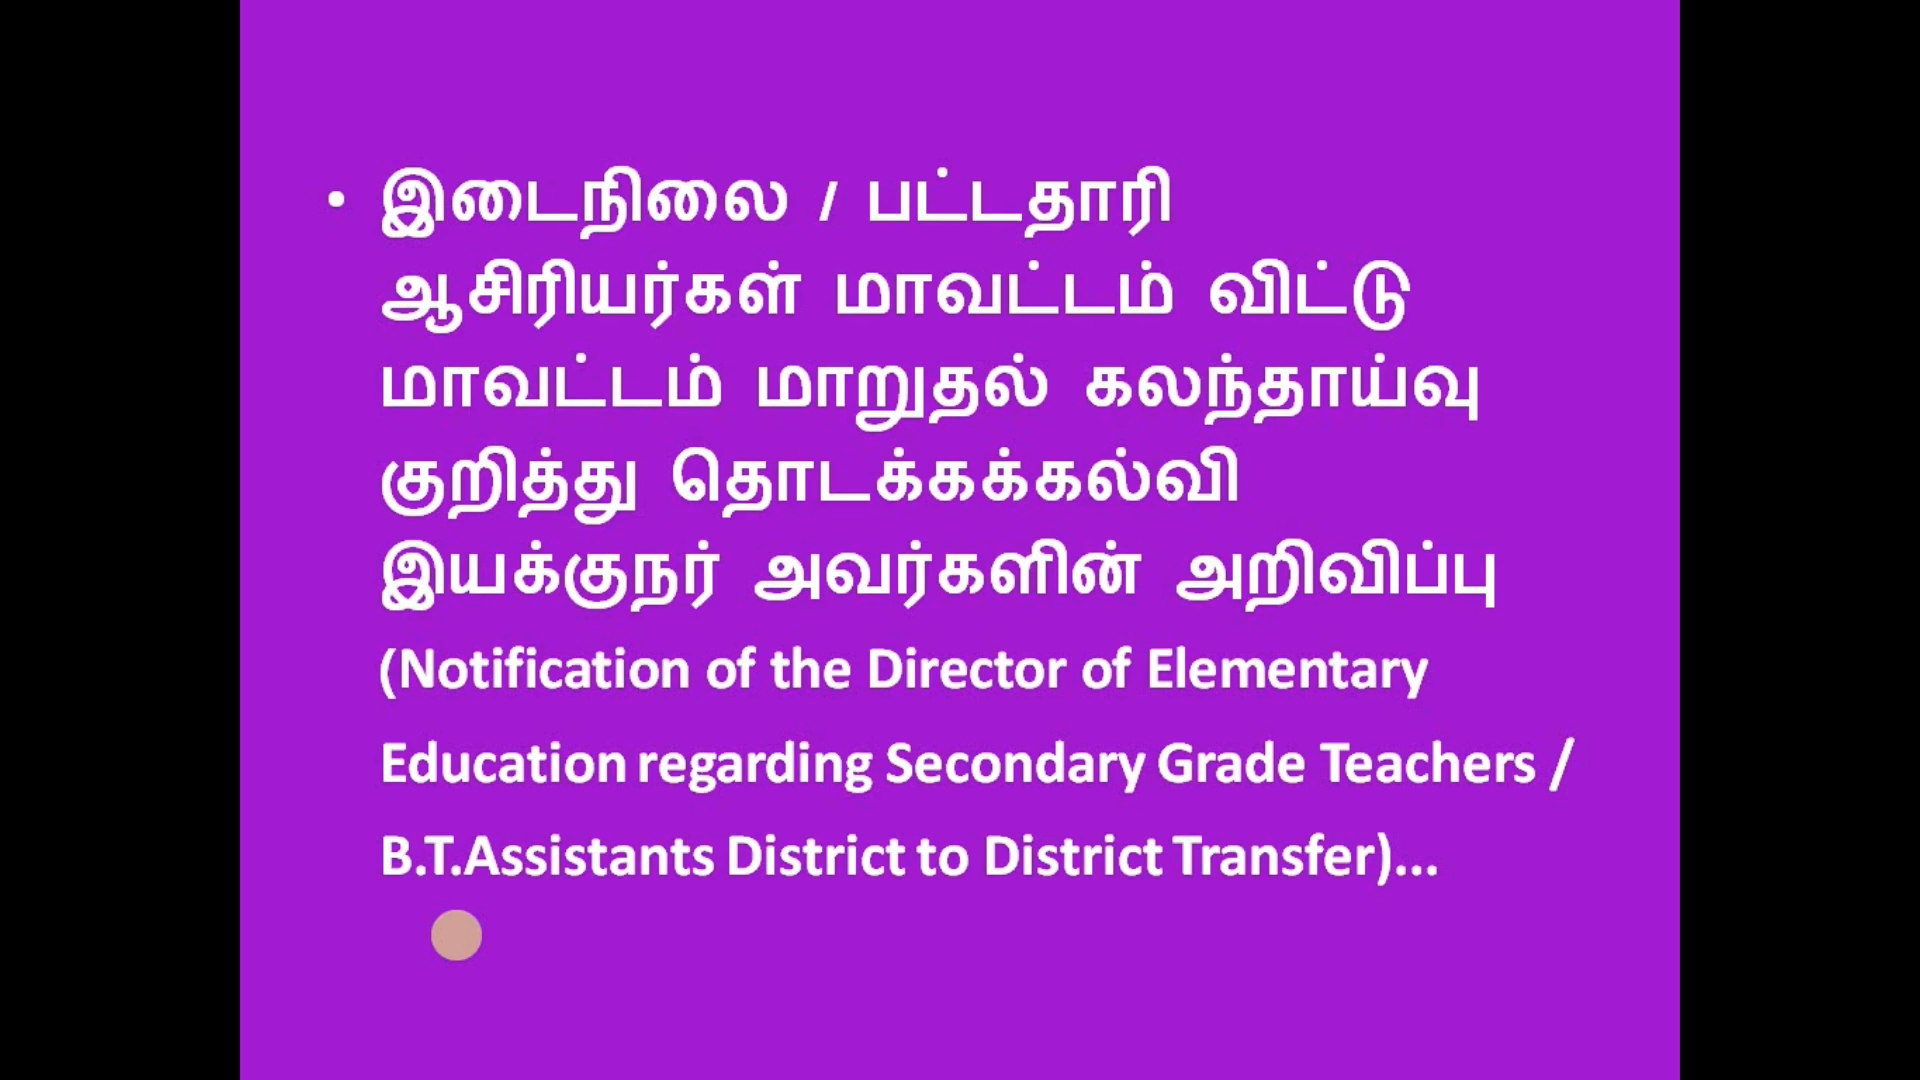 • இடைநிலை / பட்டதாரி
ஆசிரியர்கள் மாவட்டம் விட்டு
மாவட்டம் மாறுதல் கலந்தாய்வு
குறித்து தொடக்கக்கல்வி
இயக்குநர் அவர்களின் அறிவிப்பு
(Notification of the Director of Elementary
Education regarding Secondary Grade Teachers /
B.T.Assistants District to District Transfer)...